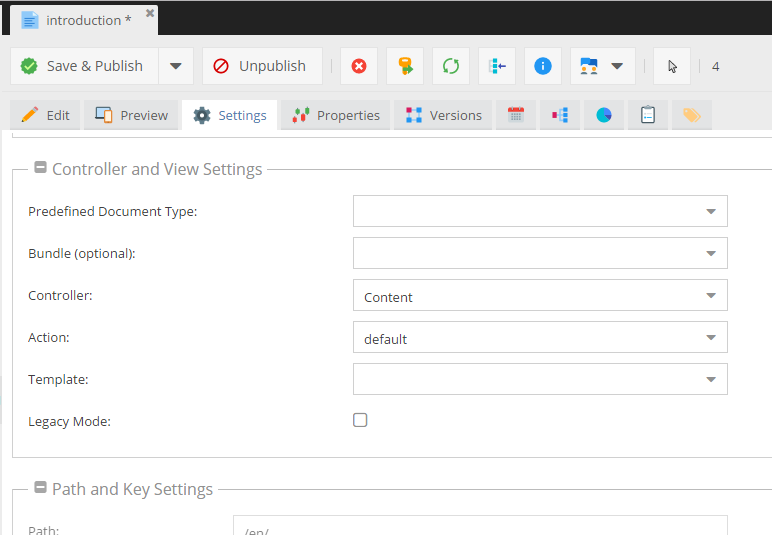 introduction *
Save & Publish Unpublish 4
Edit Preview Settings Properties Versions
Controller and View Settings
Predefined Document Type:
Bundle (optional):
Controller: Content
Action: default
Template:
Legacy Mode:
Path and Key Settings
Path: /en/